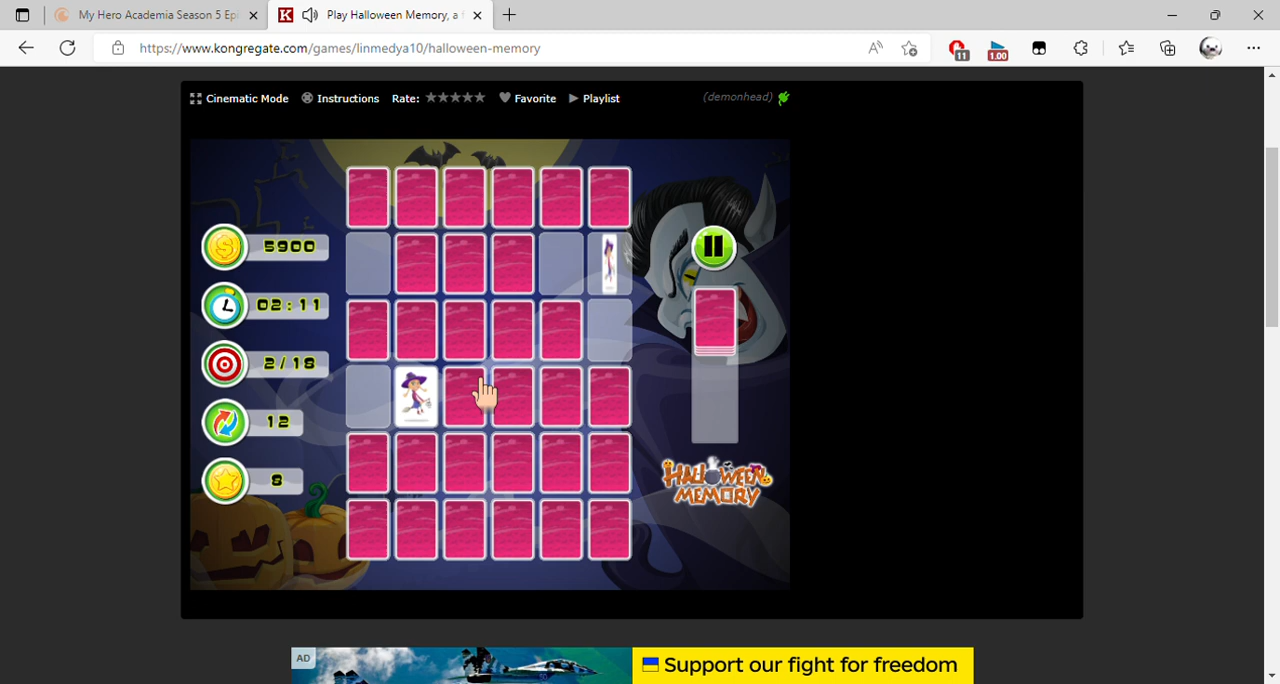 My Hero Academia Season 5 Epi
Play Halloween Memory, a f
https://www.kongregate.com/games/linmedya10/halloween-memory
11
1.00
Cinematic Mode
Instructions
Rate:
Favorite
Playlist
(demonhead)
5900
02:11
2/18
12
8
HALLOWEEN
MEMORY
AD
Support our fight for freedom